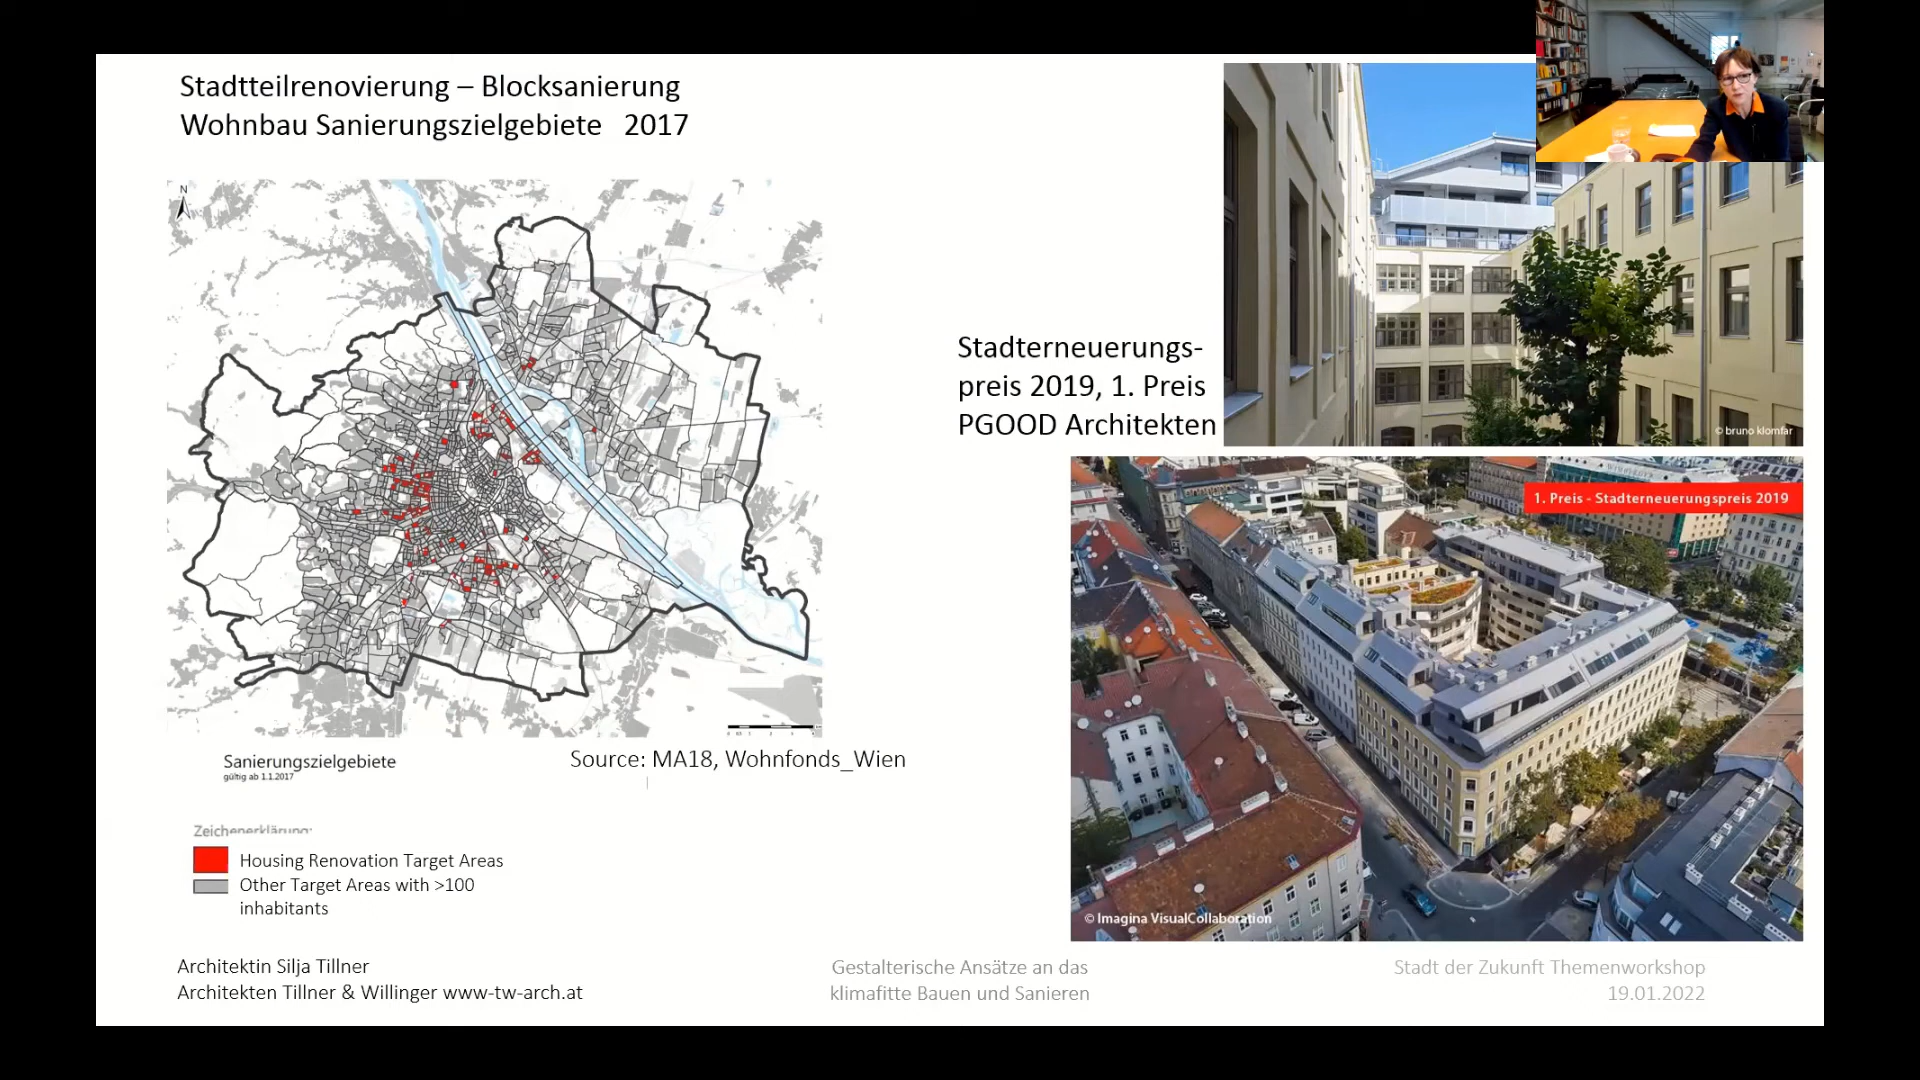 Stadtteilrenovierung – Blocksanierung
Wohnbau Sanierungszielgebiete 2017
N
Stadterneuerungs-
preis 2019, 1. Preis
PGOOD Architekten
© bruno klomfar
1. Preis - Stadterneuerungspreis 2019
© Imagina VisualCollaboration
Sanierungszielgebiete
gültig ab 1.1.2017
Source: MA18, Wohnfonds_Wien
Zeichenerklärung:
Housing Renovation Target Areas
Other Target Areas with >100
inhabitants
Architektin Silja Tillner
Architekten Tillner & Willinger www-tw-arch.at
Gestalterische Ansätze an das
klimafitte Bauen und Sanieren
Stadt der Zukunft Themenworkshop
19.01.2022